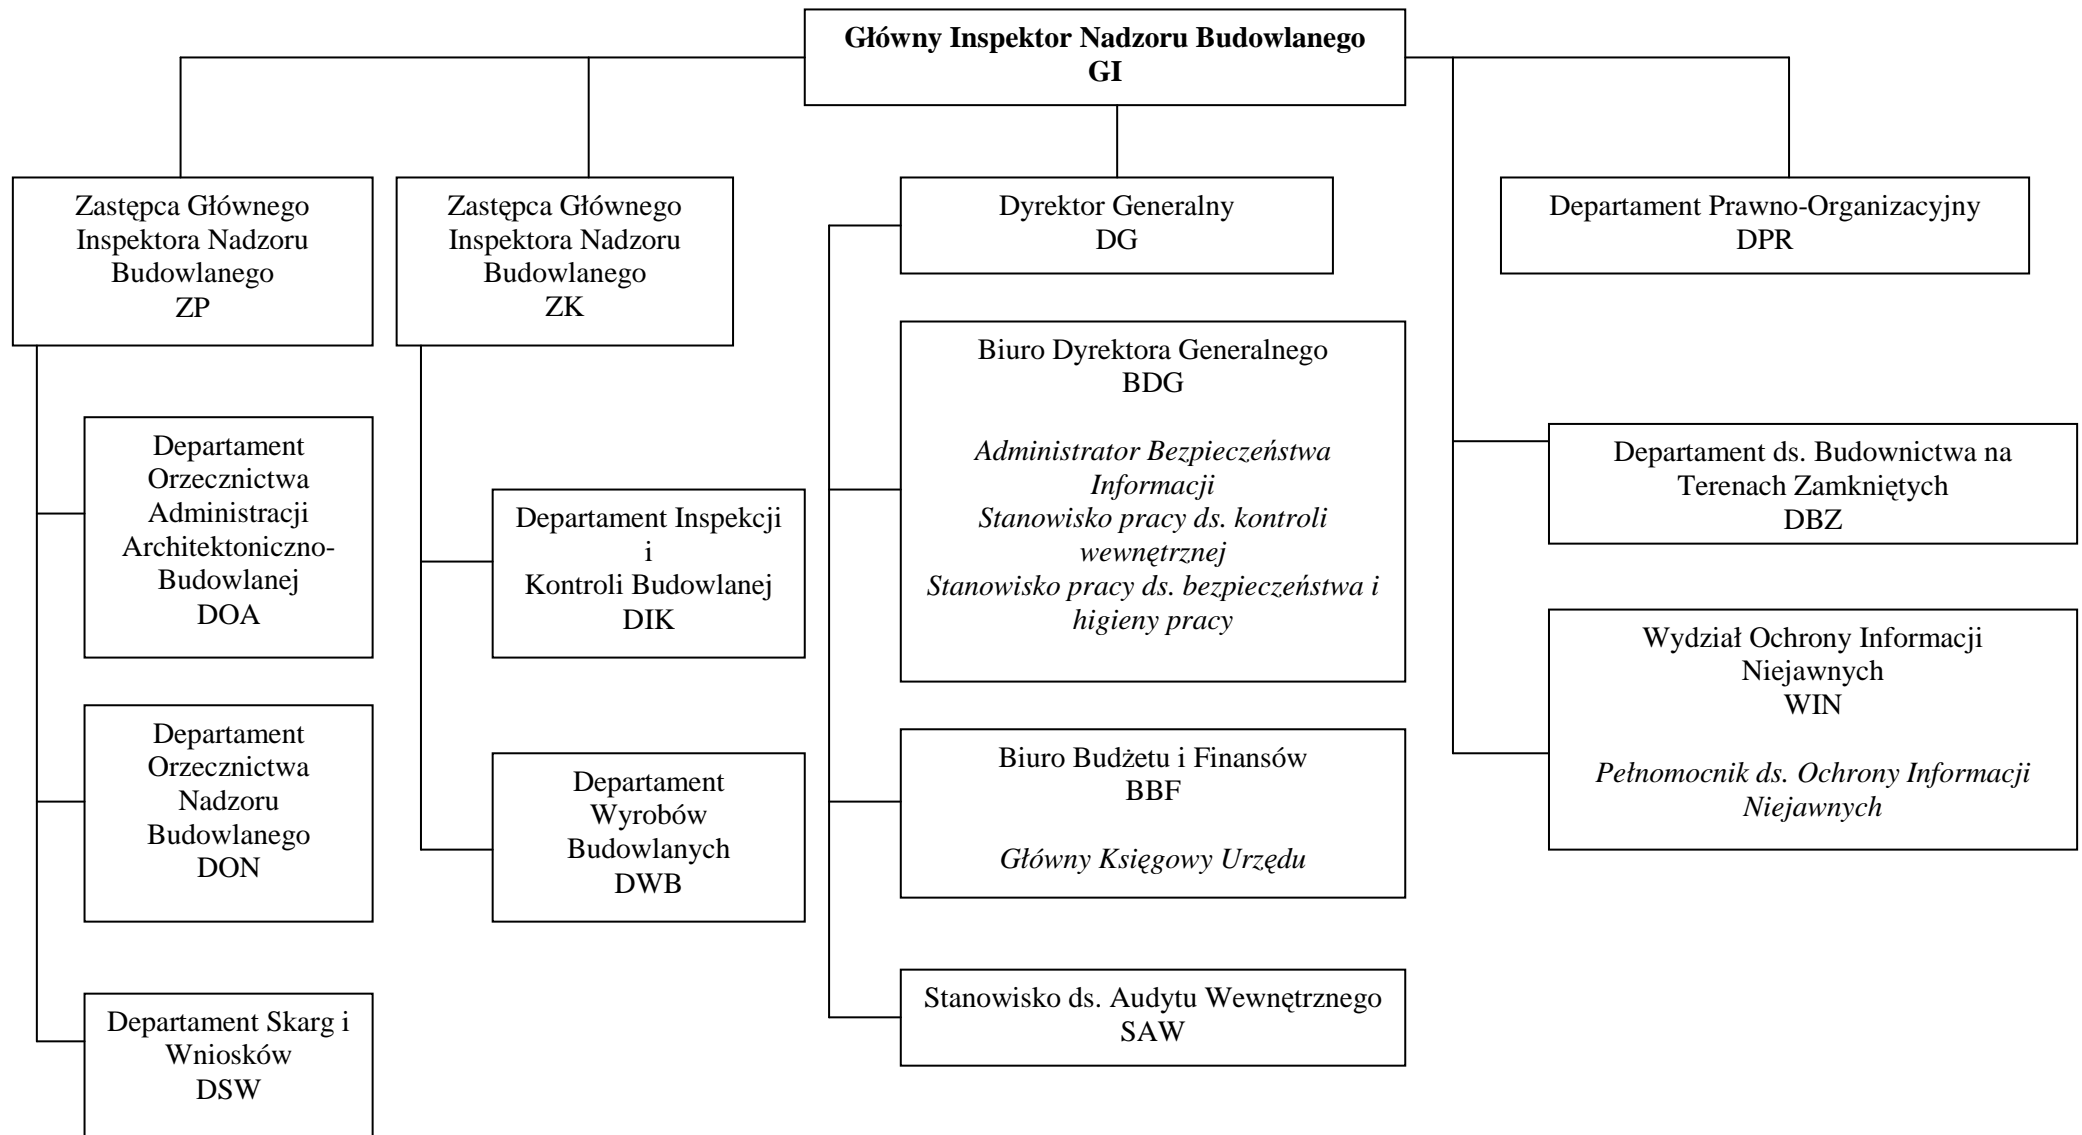 Główny Inspektor Nadzoru Budowlanego
GI
Zastępca Głównego
Inspektora Nadzoru
Budowlanego
ZP
Zastępca Głównego
Inspektora Nadzoru
Budowlanego
ZK
Dyrektor Generalny
DG
Departament Prawno-Organizacyjny
DPR
Departament
Orzecznictwa
Administracji
Architektoniczno-
Budowlanej
DOA
Departament
Orzecznictwa
Nadzoru
Budowlanego
DON
Departament Skarg i
Wniosków
DSW
Departament Inspekcji
i
Kontroli Budowlanej
DIK
Departament
Wyrobów
Budowlanych
DWB
Biuro Dyrektora Generalnego
BDG
Administrator Bezpieczeństwa
Informacji
Stanowisko pracy ds. kontroli
wewnętrznej
Stanowisko pracy ds. bezpieczeństwa i
higieny pracy
Biuro Budżetu i Finansów
BBF
Główny Księgowy Urzędu
Stanowisko ds. Audytu Wewnętrznego
SAW
Departament ds. Budownictwa na
Terenach Zamkniętych
DBZ
Wydział Ochrony Informacji
Niejawnych
WIN
Pełnomocnik ds. Ochrony Informacji
Niejawnych